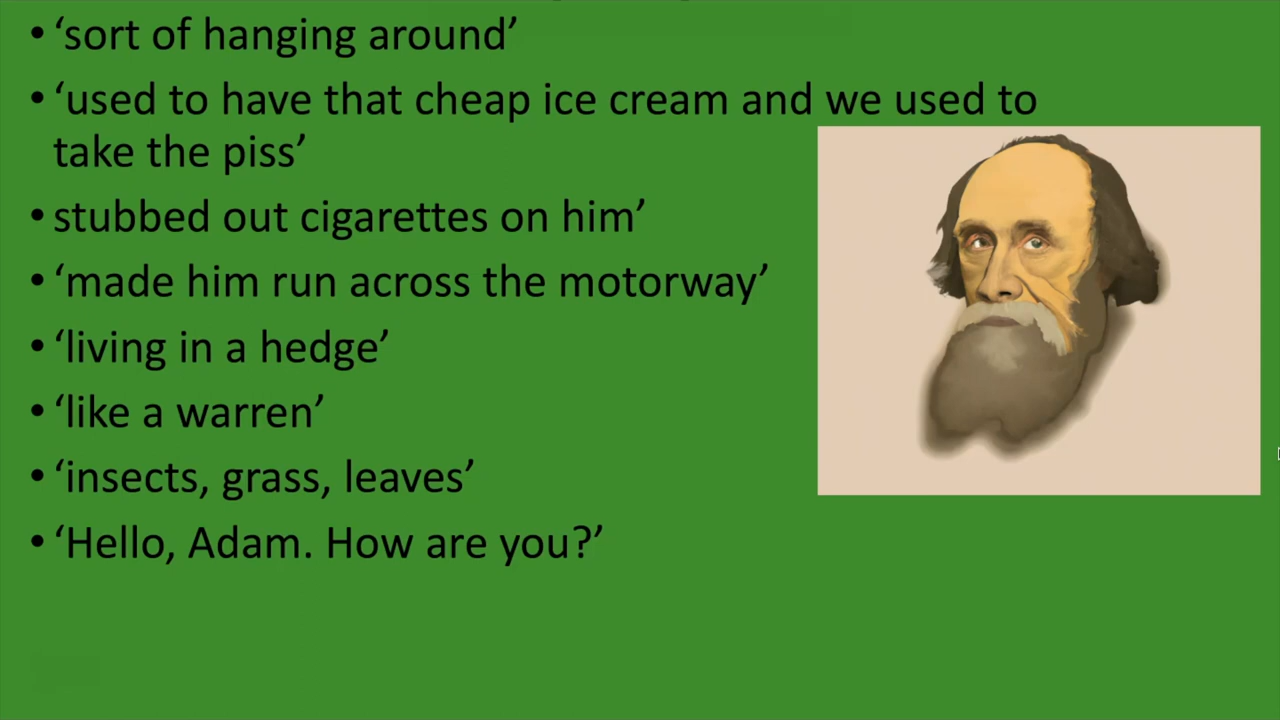 • ‘sort of hanging around’
• ‘used to have that cheap ice cream and we used to
take the piss’
• stubbed out cigarettes on him’
• ‘made him run across the motorway’
• ‘living in a hedge’
• ‘like a warren’
• ‘insects, grass, leaves’
• ‘Hello, Adam. How are you?’